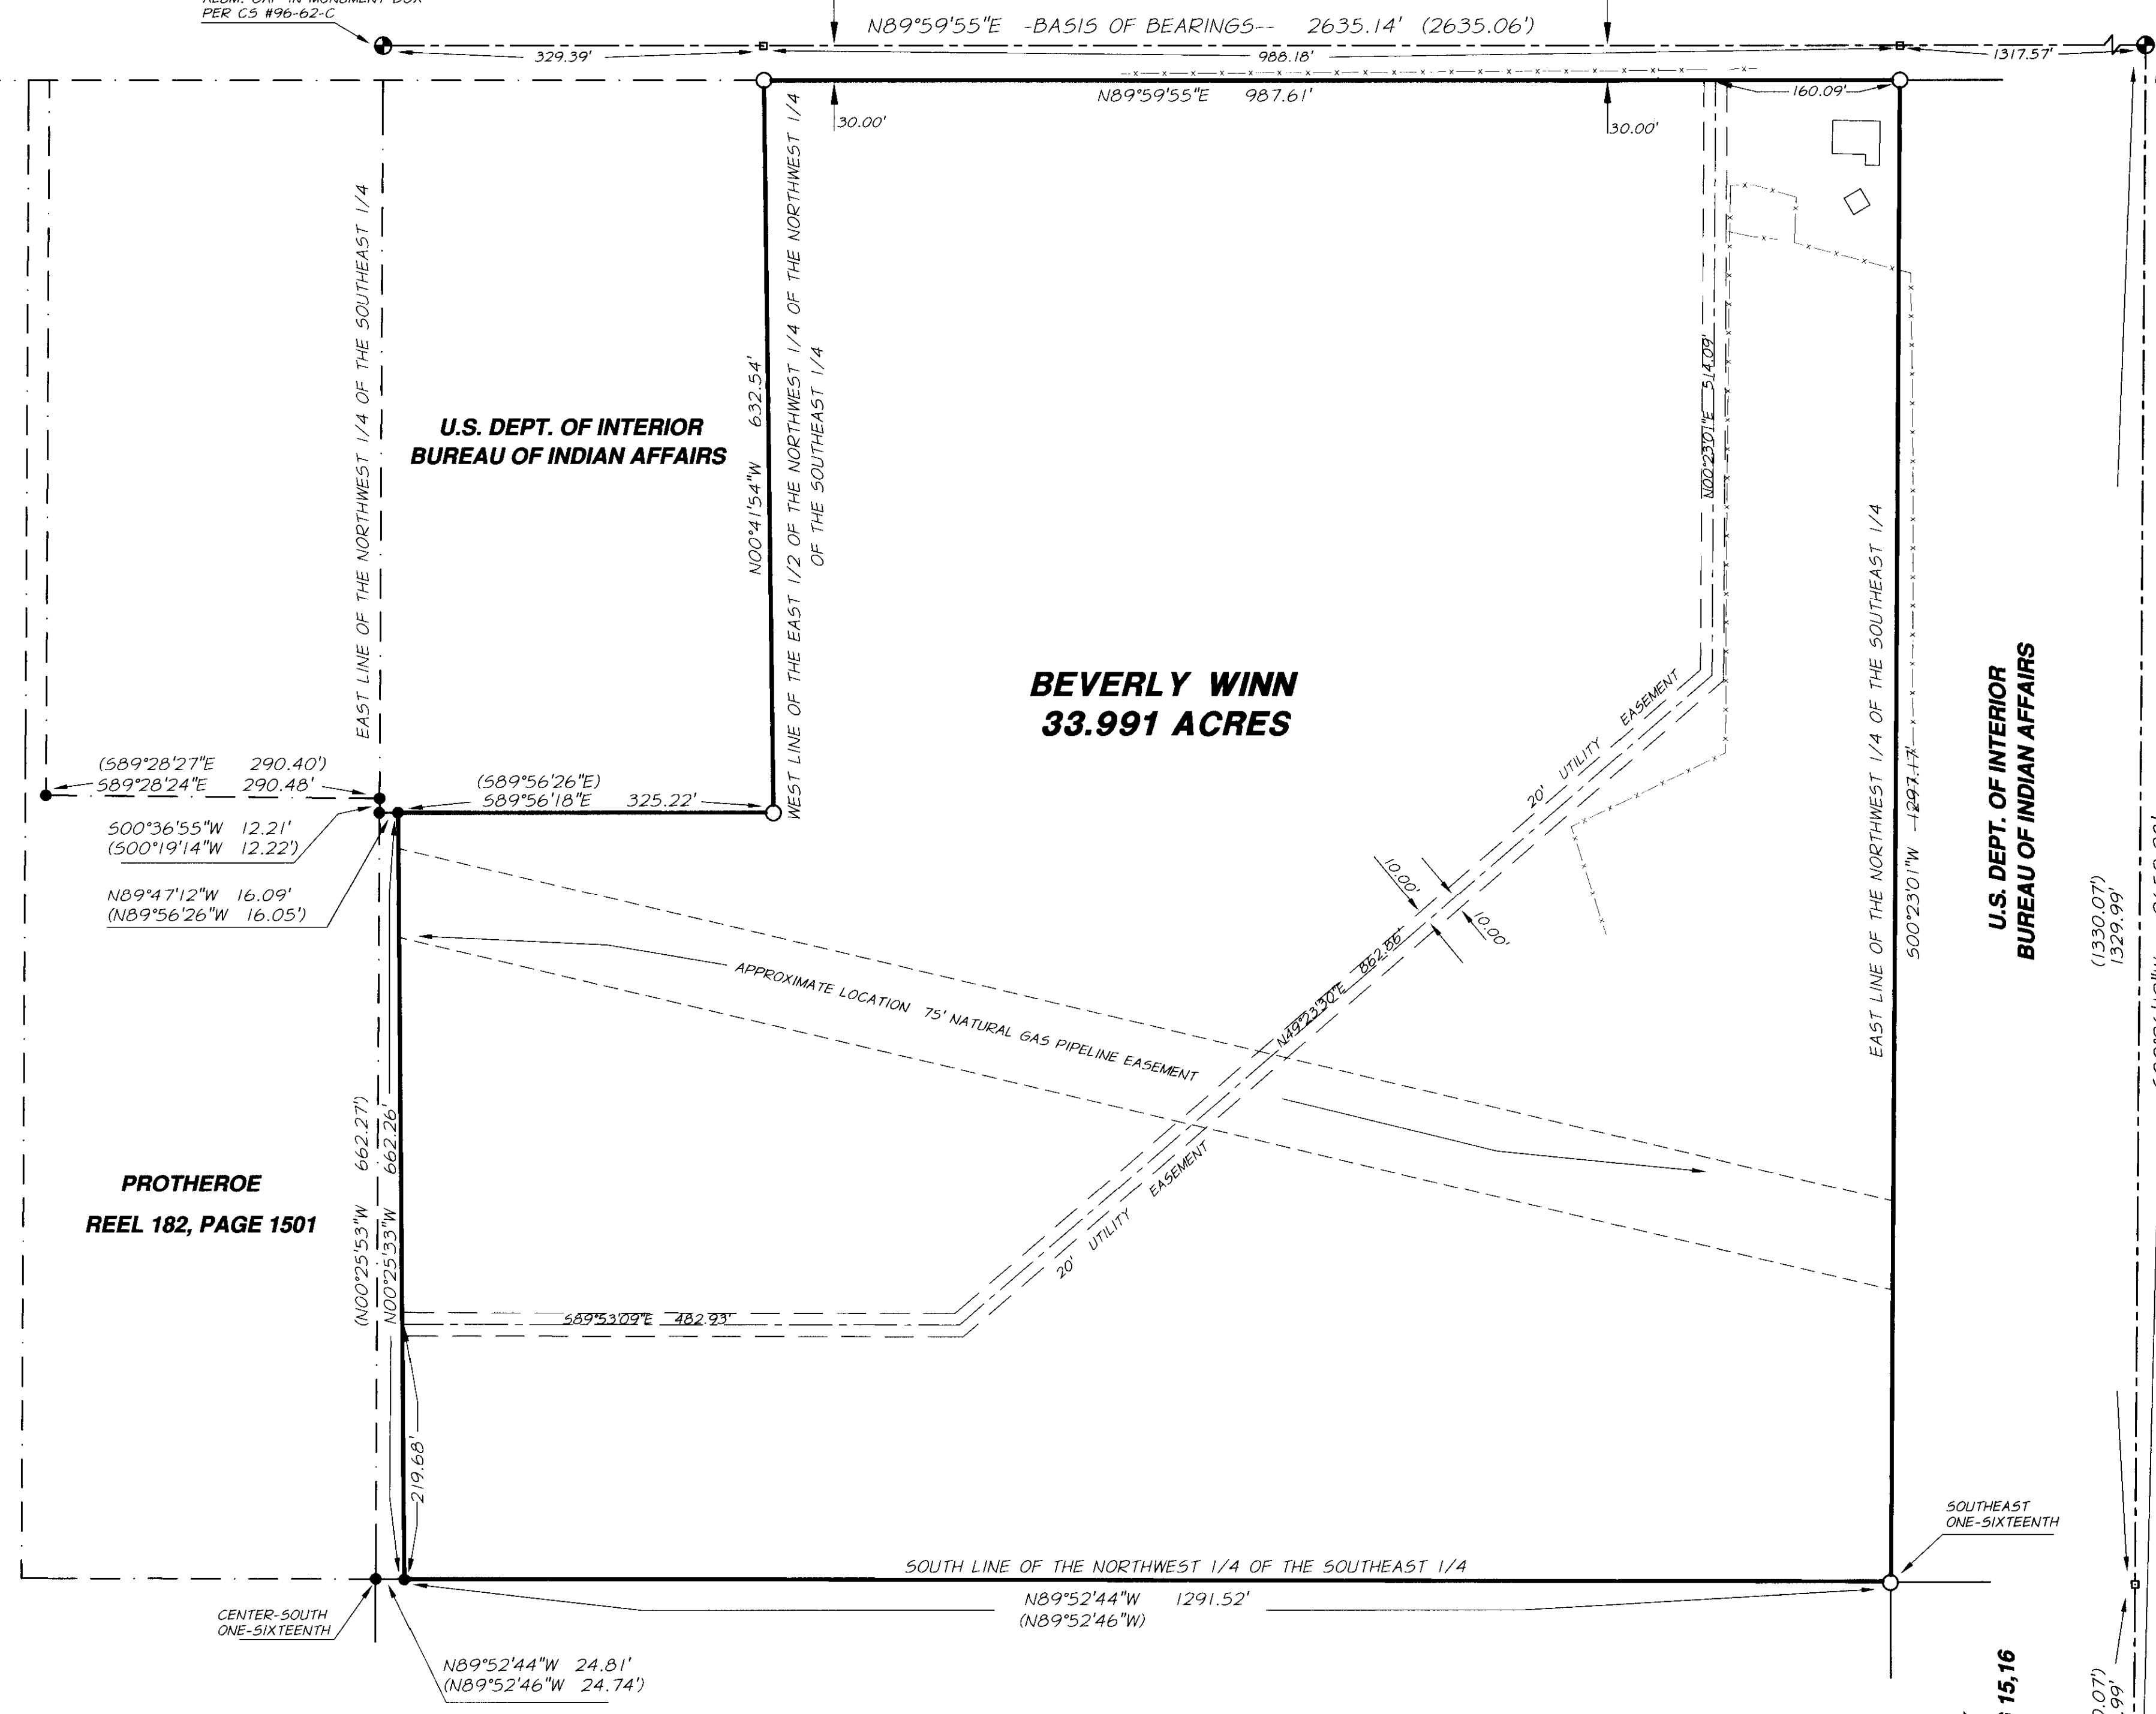 PER CS #96-62-C
N89°59'55"E -BASIS OF BEARINGS-- 2635.14' (2635.06')
329.39'
988.18'
1317.57'
N89°59'55"E 987.61'
160.09'
30.00'
30.00'
EAST LINE OF THE NORTHWEST 1/4 OF THE SOUTHEAST 1/4
U.S. DEPT. OF INTERIOR
BUREAU OF INDIAN AFFAIRS
N00°41'54"W 632.54'
WEST LINE OF THE EAST 1/2 OF THE NORTHWEST 1/4 OF THE NORTHWEST 1/4
OF THE SOUTHEAST 1/4
N00°23'01"E 514.09'
BEVERLY WINN
33.991 ACRES
EAST LINE OF THE NORTHWEST 1/4 OF THE SOUTHEAST 1/4
S00°23'01"W 1297.17'
U.S. DEPT. OF INTERIOR
BUREAU OF INDIAN AFFAIRS
(1330.07')
1329.99'
(S89°28'27"E 290.40')
S89°28'24"E 290.48'
(S89°56'26"E)
S89°56'18"E 325.22'
S00°36'55"W 12.21'
(S00°19'14"W 12.22')
N89°47'12"W 16.09'
(N89°56'26"W 16.05')
20' UTILITY EASEMENT
10.00'
10.00'
N49°23'30"E 862.86'
APPROXIMATE LOCATION 75' NATURAL GAS PIPELINE EASEMENT
20' UTILITY EASEMENT
(N00°25'53"W 662.27')
N00°25'33"W 662.26'
PROTHEROE
REEL 182, PAGE 1501
S89°53'09"E 482.93'
219.68'
SOUTHEAST
ONE-SIXTEENTH
SOUTH LINE OF THE NORTHWEST 1/4 OF THE SOUTHEAST 1/4
N89°52'44"W 1291.52'
(N89°52'46"W)
CENTER-SOUTH
ONE-SIXTEENTH
N89°52'44"W 24.81'
(N89°52'46"W 24.74')
15,16